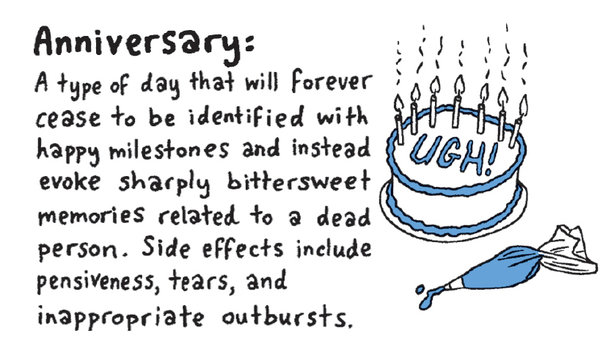 Anniversary:
A type of day that will forever
cease to be identified with
happy milestones and instead
evoke sharply bittersweet
memories related to a dead
person. Side effects include
pensiveness, tears, and
inappropriate outbursts.
UGH!